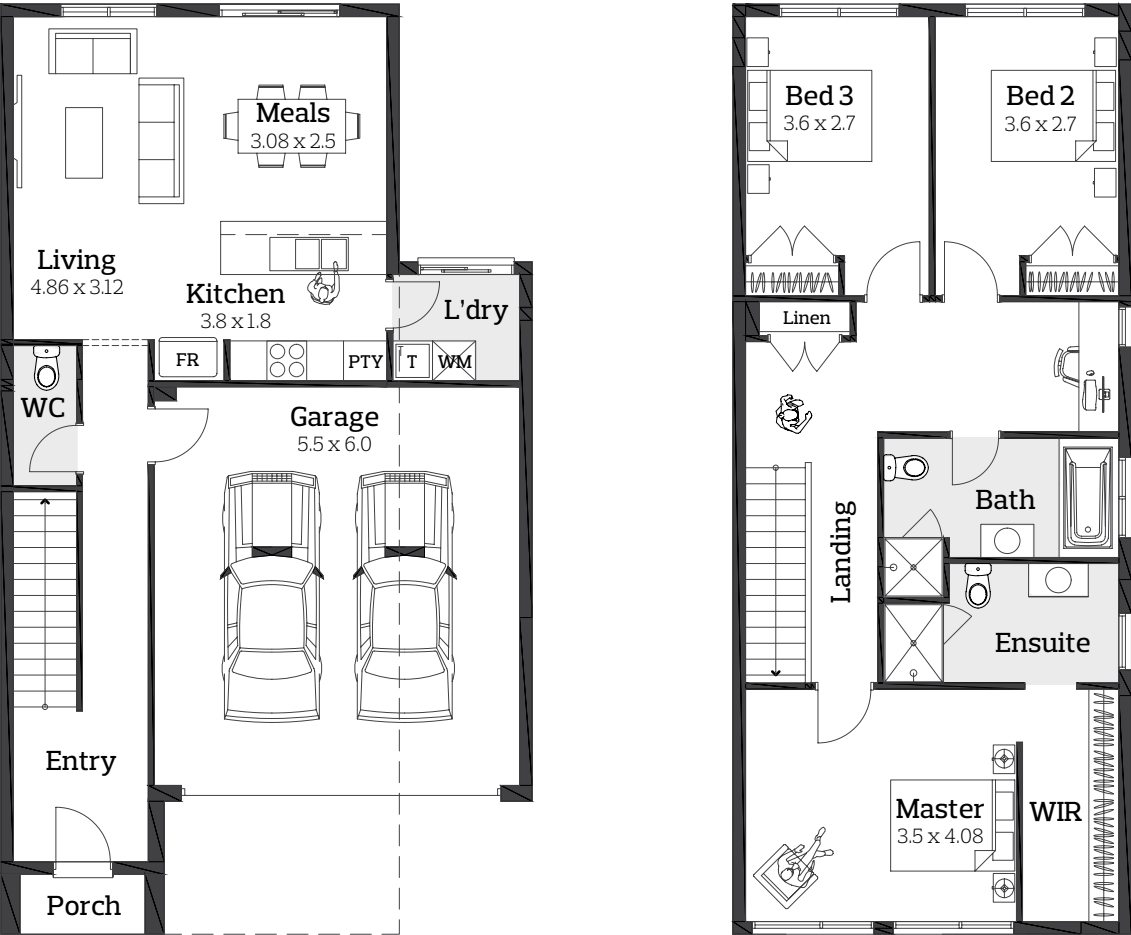 Meals
3.08 x 2.5
Living
4.86 x 3.12
Kitchen
3.8 x 1.8
L'dry
FR
PTY
T
WM
WC
Garage
5.5 x 6.0
Entry
Porch
Bed 3
3.6 x 2.7
Bed 2
3.6 x 2.7
Linen
Landing
Bath
Ensuite
Master
3.5 x 4.08
WIR